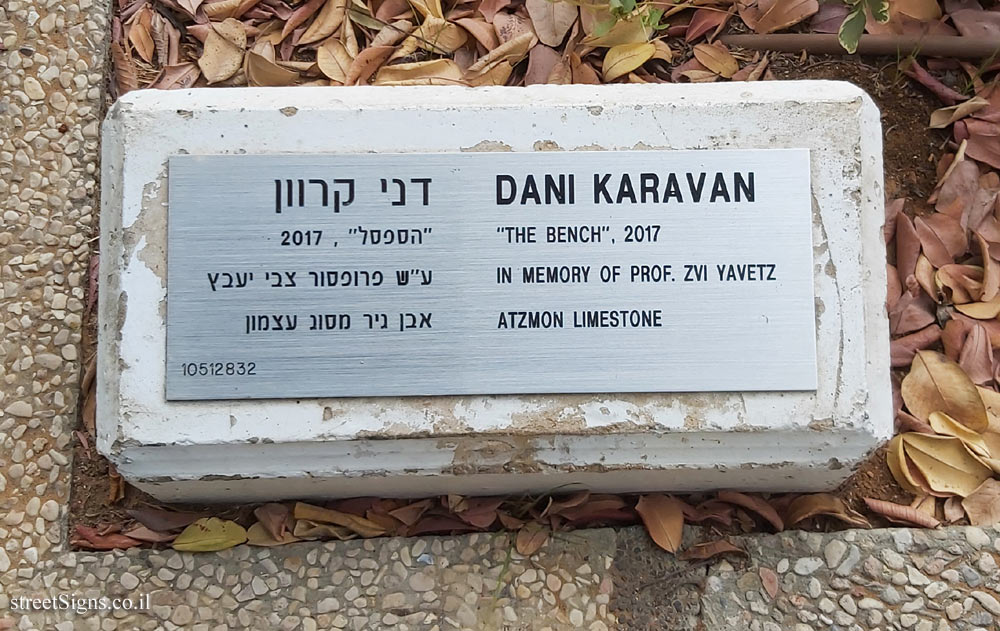 דני קרוון
"הספסל", 2017
ע"ש פרופסור צבי יעבץ
אבן גיר מסוג עצמון
10512832
DANI KARAVAN
"THE BENCH", 2017
IN MEMORY OF PROF. ZVI YAVETZ
ATZMON LIMESTONE
streetSigns.co.il